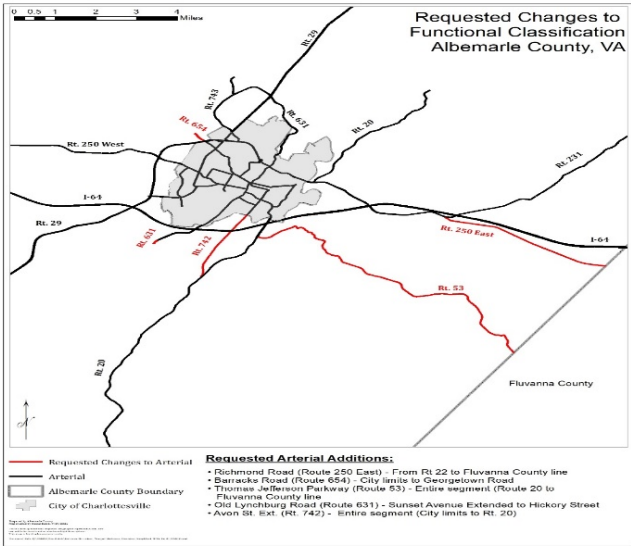 0 0.5 1 2 3 4
Miles
Requested Changes to
Functional Classification
Albemarle County, VA
Rt. 29
Rt. 743
Rt. 631
Rt. 654
Rt. 20
Rt. 250 West
Rt. 231
I-64
Rt. 29
Rt. 631
Rt. 742
Rt. 250 East
I-64
Rt. 53
Rt. 20
Fluvanna County
N
Requested Changes to Arterial
Arterial
Albemarle County Boundary
City of Charlottesville
Requested Arterial Additions:
• Richmond Road (Route 250 East) - From Rt 22 to Fluvanna County line
• Barracks Road (Route 654) - City limits to Georgetown Road
• Thomas Jefferson Parkway (Route 53) - Entire segment (Route 20 to
Fluvanna County line
• Old Lynchburg Road (Route 631) - Sunset Avenue Extended to Hickory Street
• Avon St. Ext. (Rt. 742) - Entire segment (City limits to Rt. 20)